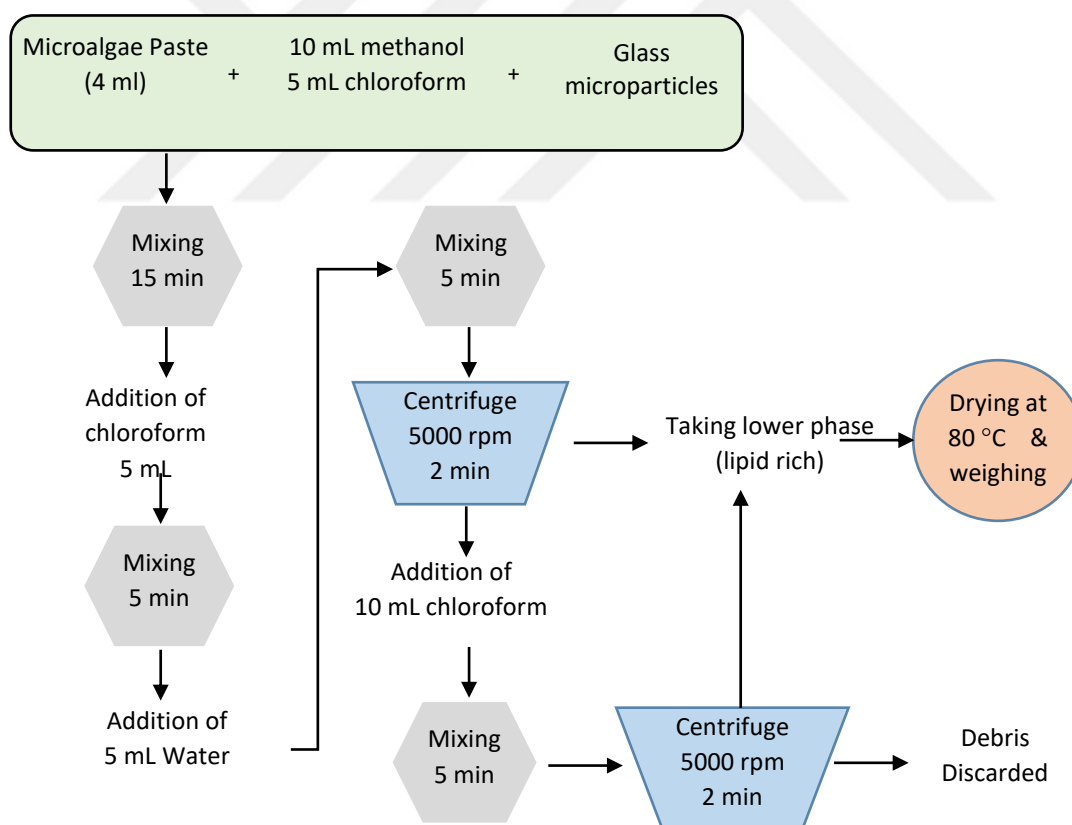 Microalgae Paste
(4 ml)
+
10 mL methanol
5 mL chloroform
+
Glass
microparticles
Mixing
15 min
Addition of
chloroform
5 mL
Mixing
5 min
Addition of
5 mL Water
Mixing
5 min
Centrifuge
5000 rpm
2 min
Addition of
10 mL chloroform
Mixing
5 min
Centrifuge
5000 rpm
2 min
Taking lower phase
(lipid rich)
Drying at
80 °C &
weighing
Debris
Discarded